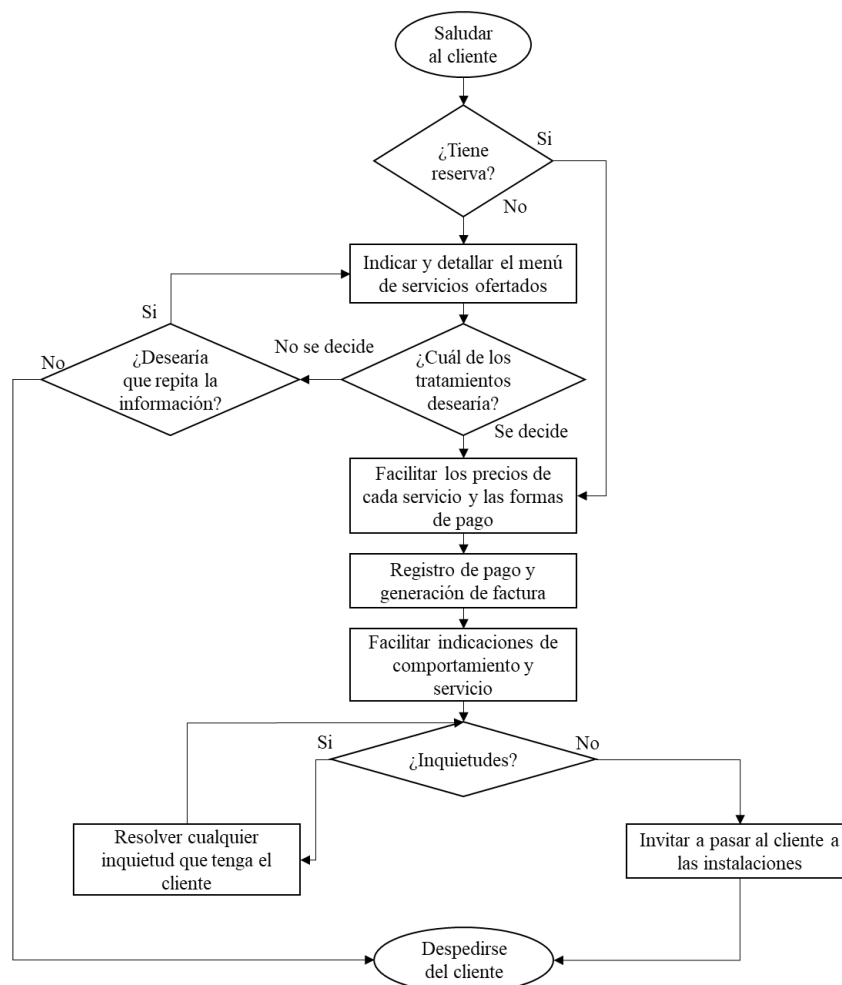 Saludar
al cliente
¿Tiene
reserva?
Si
No
Indicar y detallar el menú
de servicios ofertados
Si
No
¿Desearía
que repita la
información?
No se decide
¿Cuál de los
tratamientos
desearía?
Se decide
Facilitar los precios de
cada servicio y las formas
de pago
Registro de pago y
generación de factura
Facilitar indicaciones de
comportamiento y
servicio
Si
¿Inquietudes?
No
Resolver cualquier
inquietud que tenga el
cliente
Invitar a pasar al cliente a
las instalaciones
Despedirse
del cliente